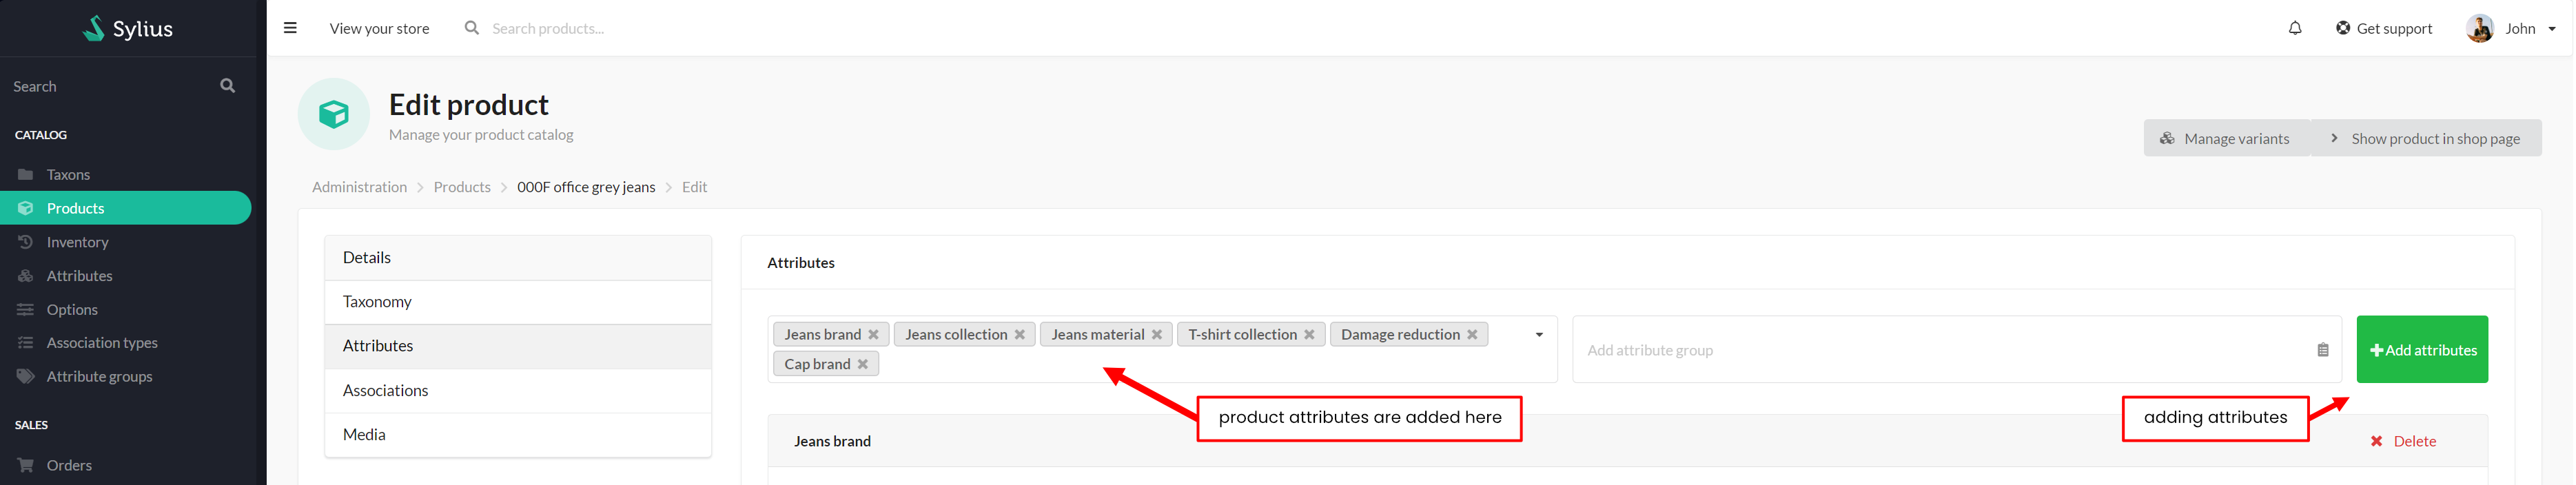 Sylius
View your store
Search products...
Get support
John
Search
CATALOG
Taxons
Products
Inventory
Attributes
Options
Association types
Attribute groups
SALES
Orders
Edit product
Manage your product catalog
Manage variants
Show product in shop page
Administration
Products
000F office grey jeans
Edit
Details
Taxonomy
Attributes
Associations
Media
Attributes
Jeans brand
Jeans collection
Jeans material
T-shirt collection
Damage reduction
Cap brand
Add attribute group
Add attributes
product attributes are added here
adding attributes
Jeans brand
Delete